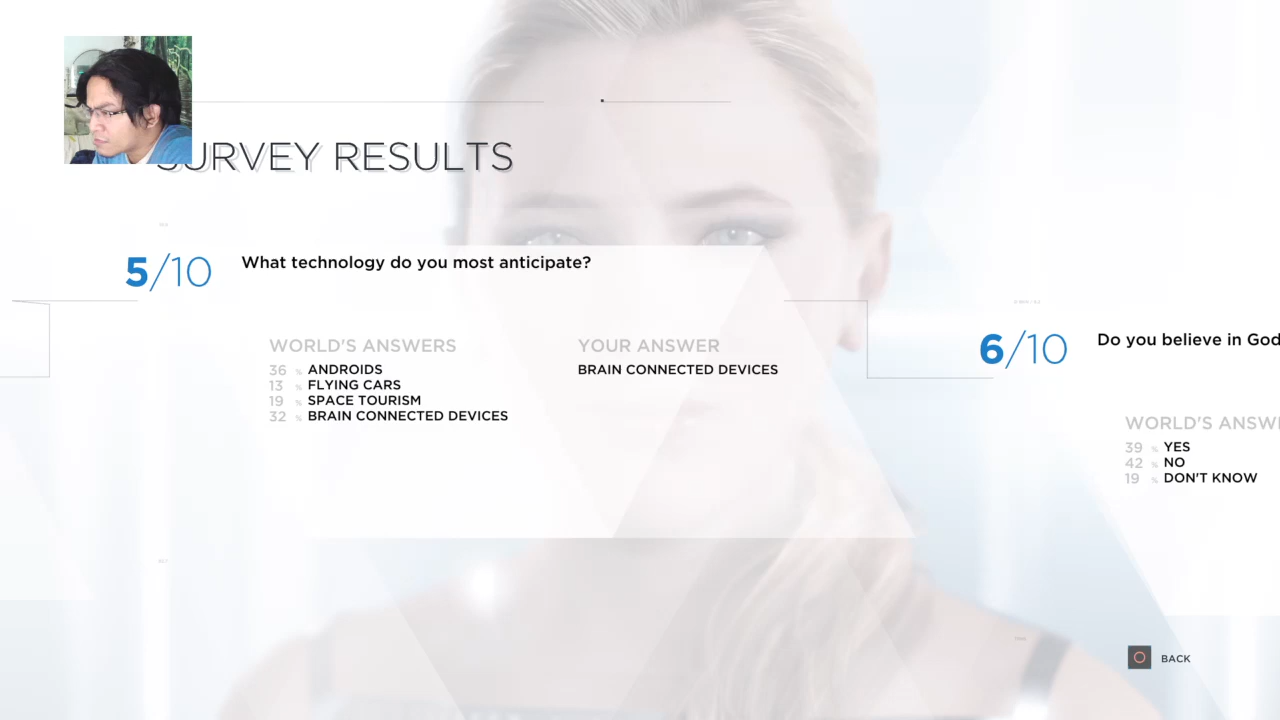 SURVEY RESULTS
5/10
What technology do you most anticipate?
WORLD'S ANSWERS
36 % ANDROIDS
13 % FLYING CARS
19 % SPACE TOURISM
32 % BRAIN CONNECTED DEVICES
YOUR ANSWER
BRAIN CONNECTED DEVICES
6/10
Do you believe in God
WORLD'S
39 % YES
42 % NO
19 % DON'T KNOW
BACK